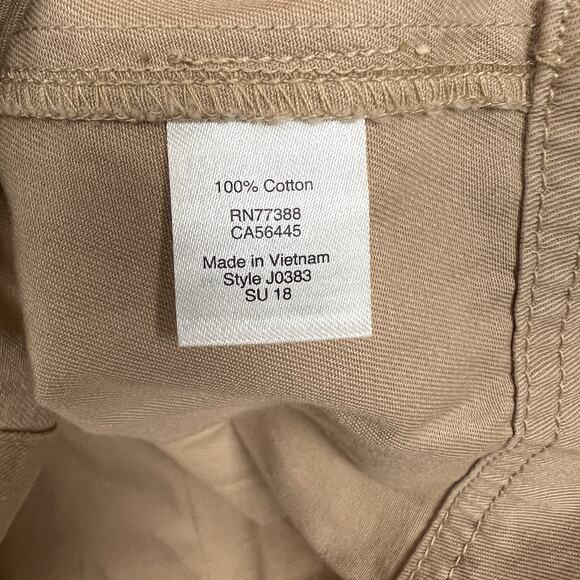 100% Cotton
RN77388
CA56445
Made in Vietnam
Style J0383
SU 18